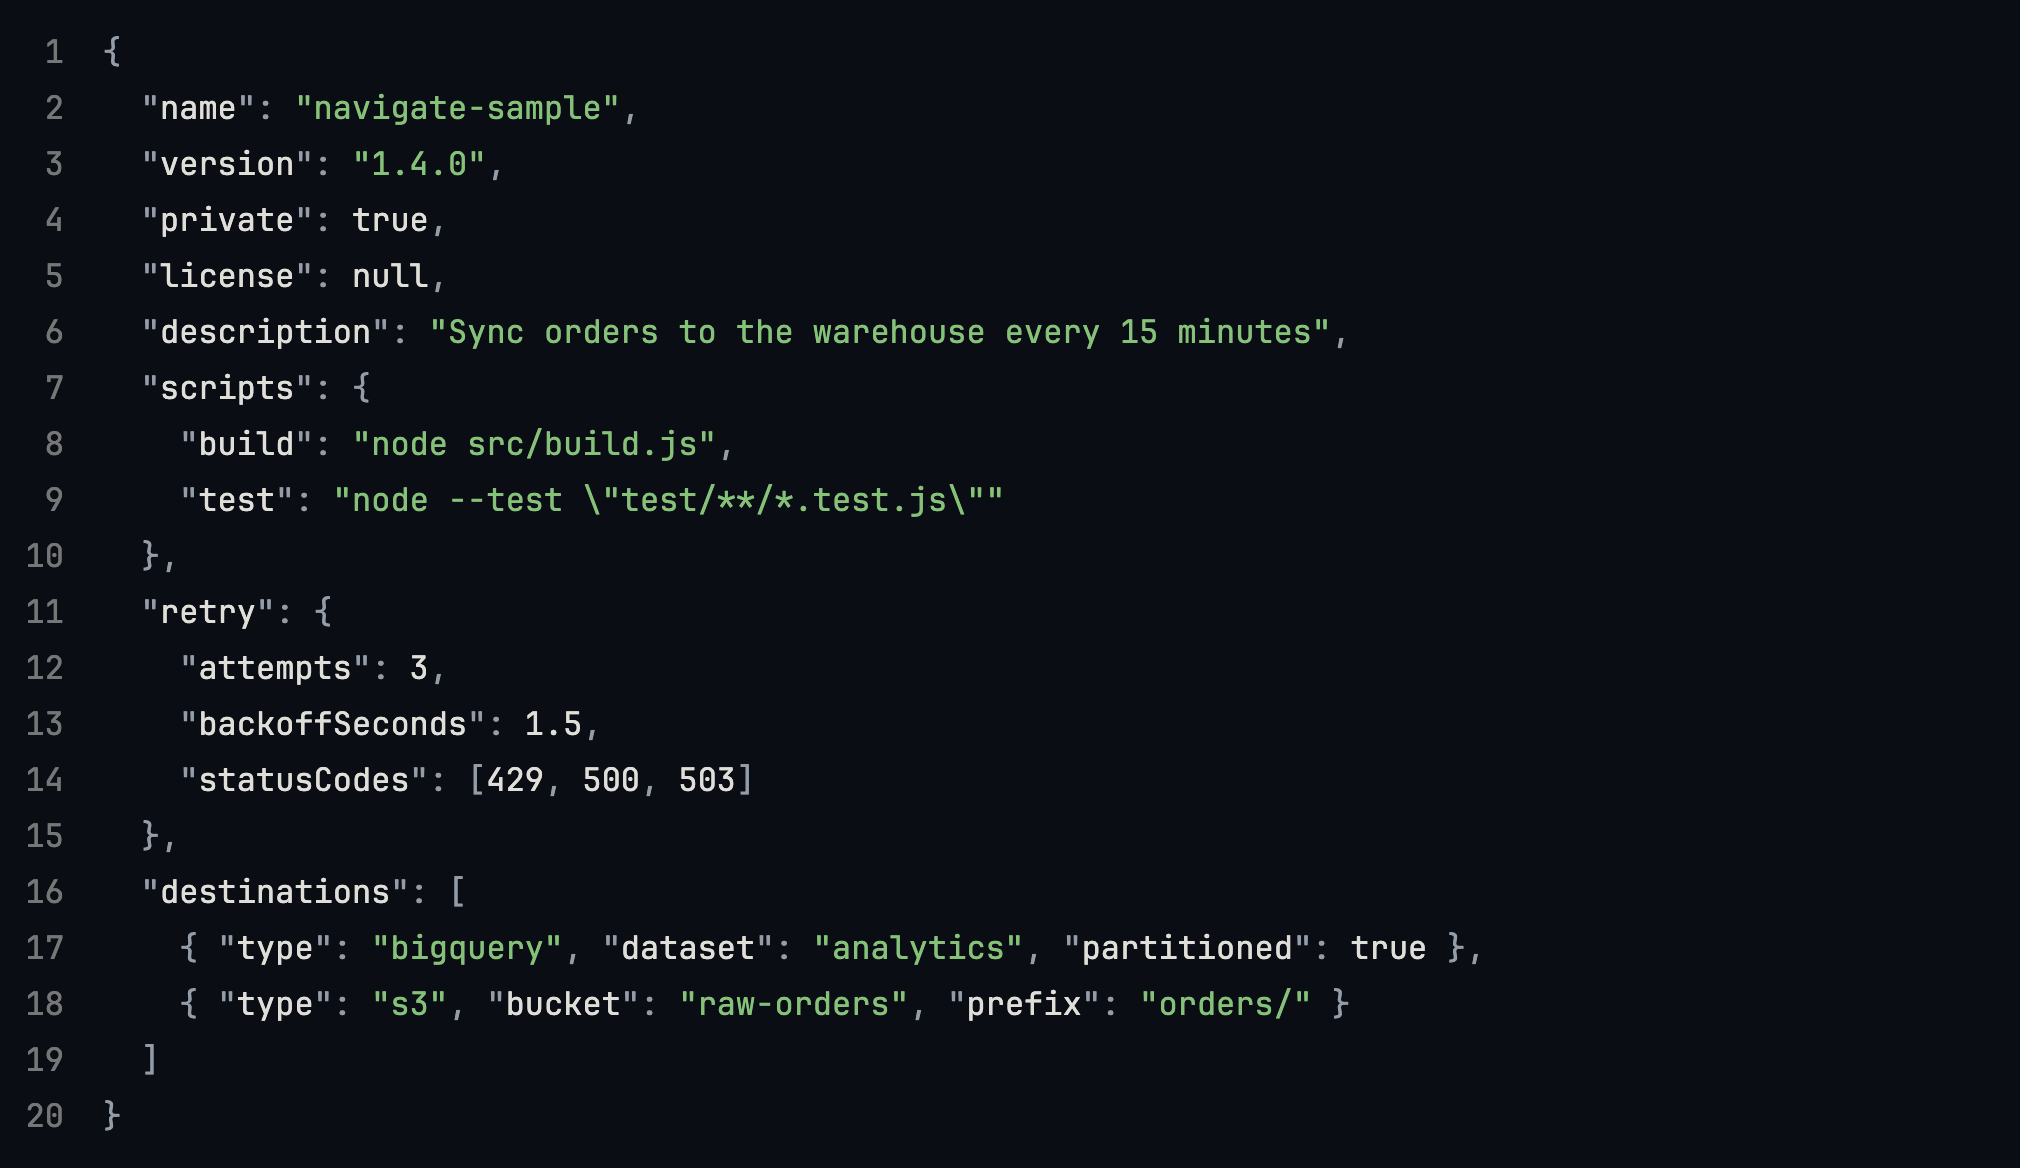 1 {
2   "name": "navigate-sample",
3   "version": "1.4.0",
4   "private": true,
5   "license": null,
6   "description": "Sync orders to the warehouse every 15 minutes",
7   "scripts": {
8     "build": "node src/build.js",
9     "test": "node --test \"test/**/*.test.js\""
10   },
11   "retry": {
12     "attempts": 3,
13     "backoffSeconds": 1.5,
14     "statusCodes": [429, 500, 503]
15   },
16   "destinations": [
17     { "type": "bigquery", "dataset": "analytics", "partitioned": true },
18     { "type": "s3", "bucket": "raw-orders", "prefix": "orders/" }
19   ]
20 }